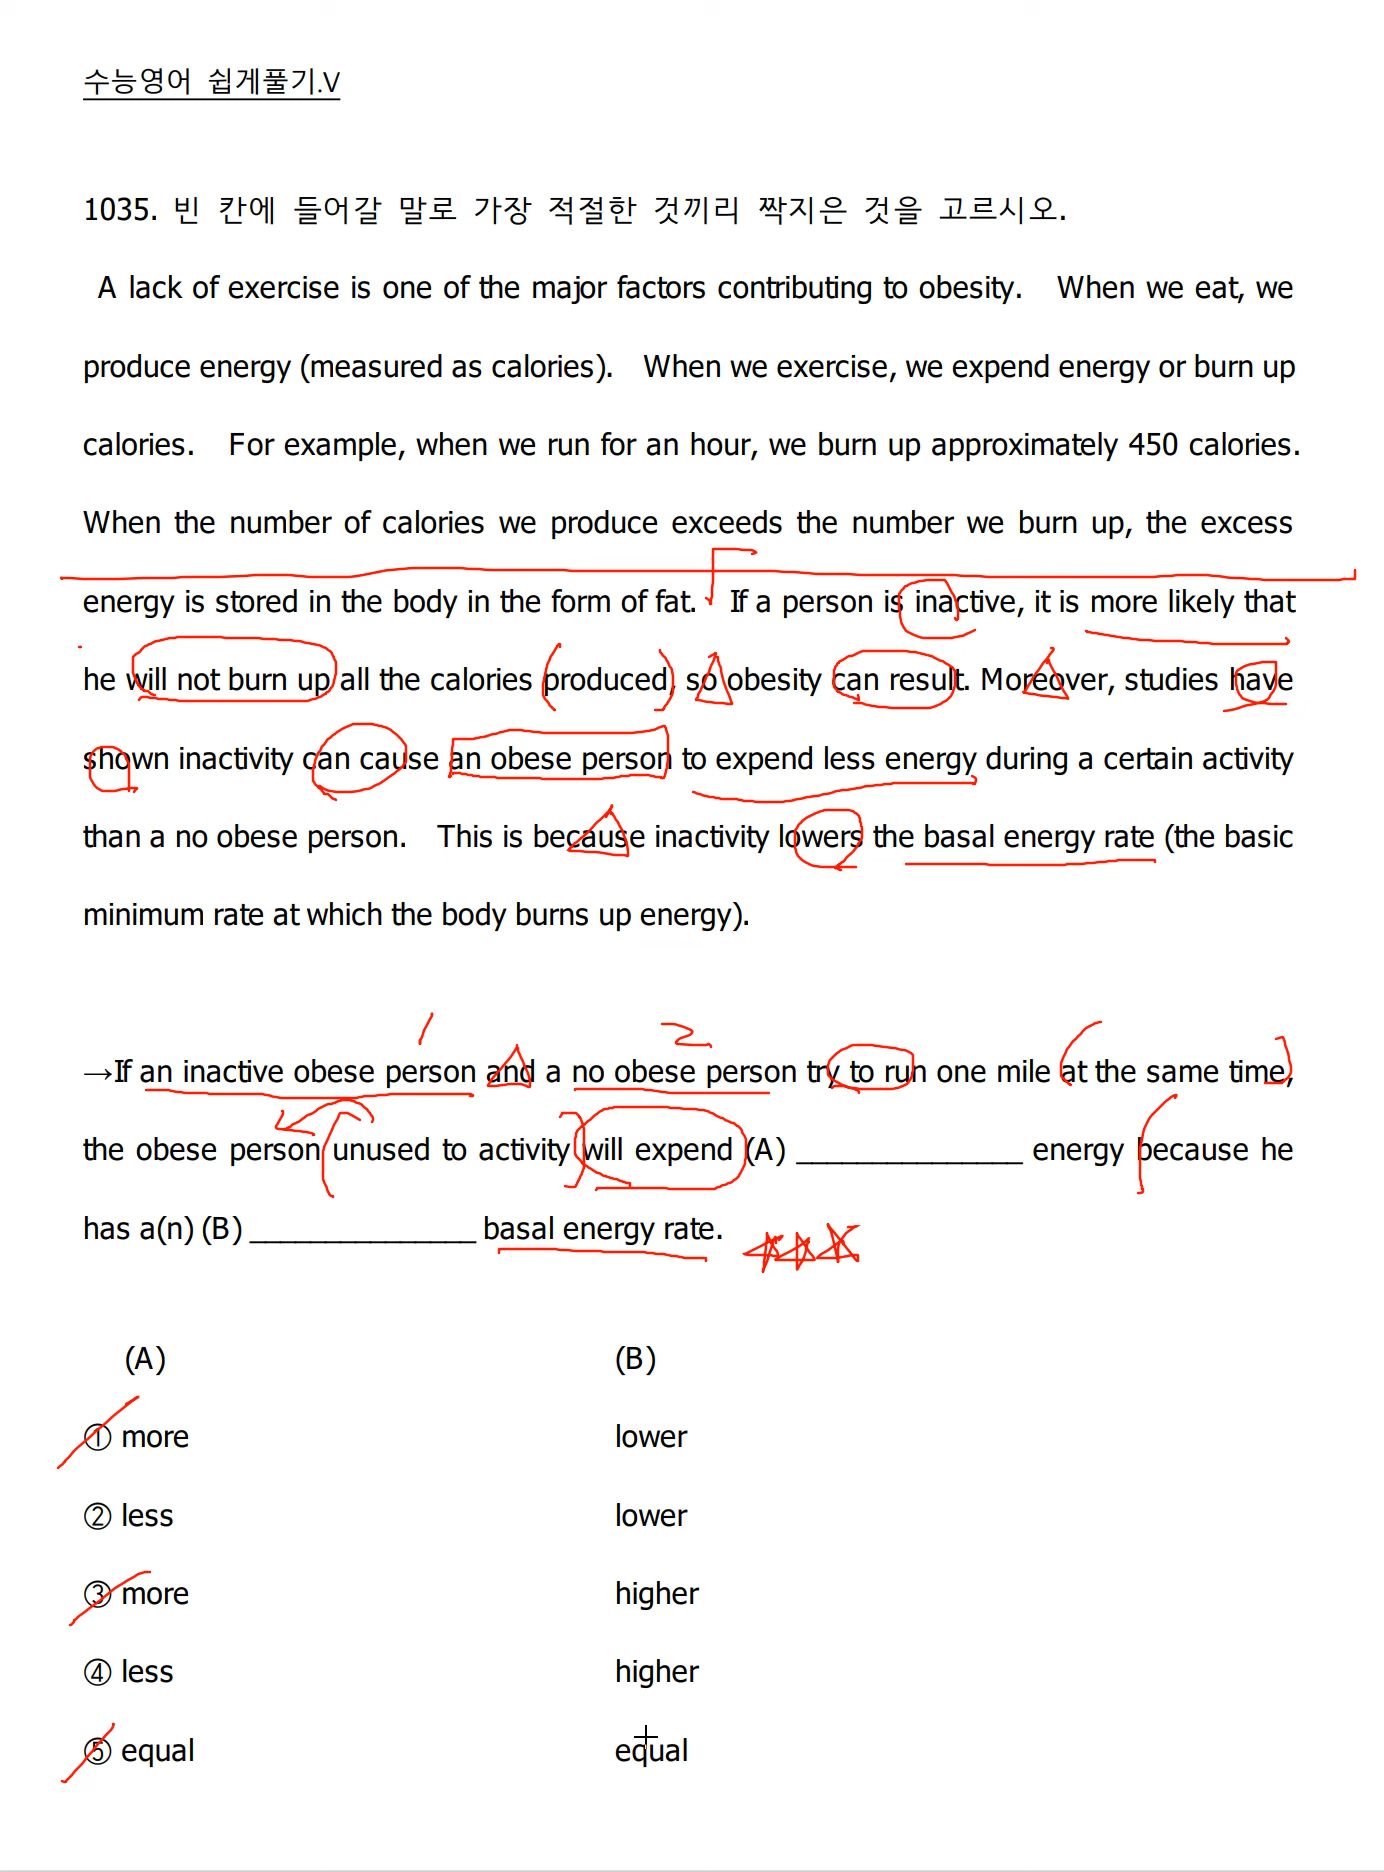 수능영어 쉽게풀기.V
1035. 빈 칸에 들어갈 말로 가장 적절한 것끼리 짝지은 것을 고르시오.
A lack of exercise is one of the major factors contributing to obesity. When we eat, we
produce energy (measured as calories). When we exercise, we expend energy or burn up
calories. For example, when we run for an hour, we burn up approximately 450 calories.
When the number of calories we produce exceeds the number we burn up, the excess
energy is stored in the body in the form of fat. If a person is inactive, it is more likely that
he will not burn up all the calories produced, so obesity can result. Moreover, studies have
shown inactivity can cause an obese person to expend less energy during a certain activity
than a no obese person. This is because inactivity lowers the basal energy rate (the basic
minimum rate at which the body burns up energy).
1 2
→If an inactive obese person and a no obese person try to run one mile at the same time,
the obese person unused to activity will expend (A) _______________ energy because he
has a(n) (B) _______________ basal energy rate.
(A) (B)
① more lower
② less lower
③ more higher
④ less higher
⑤ equal equal